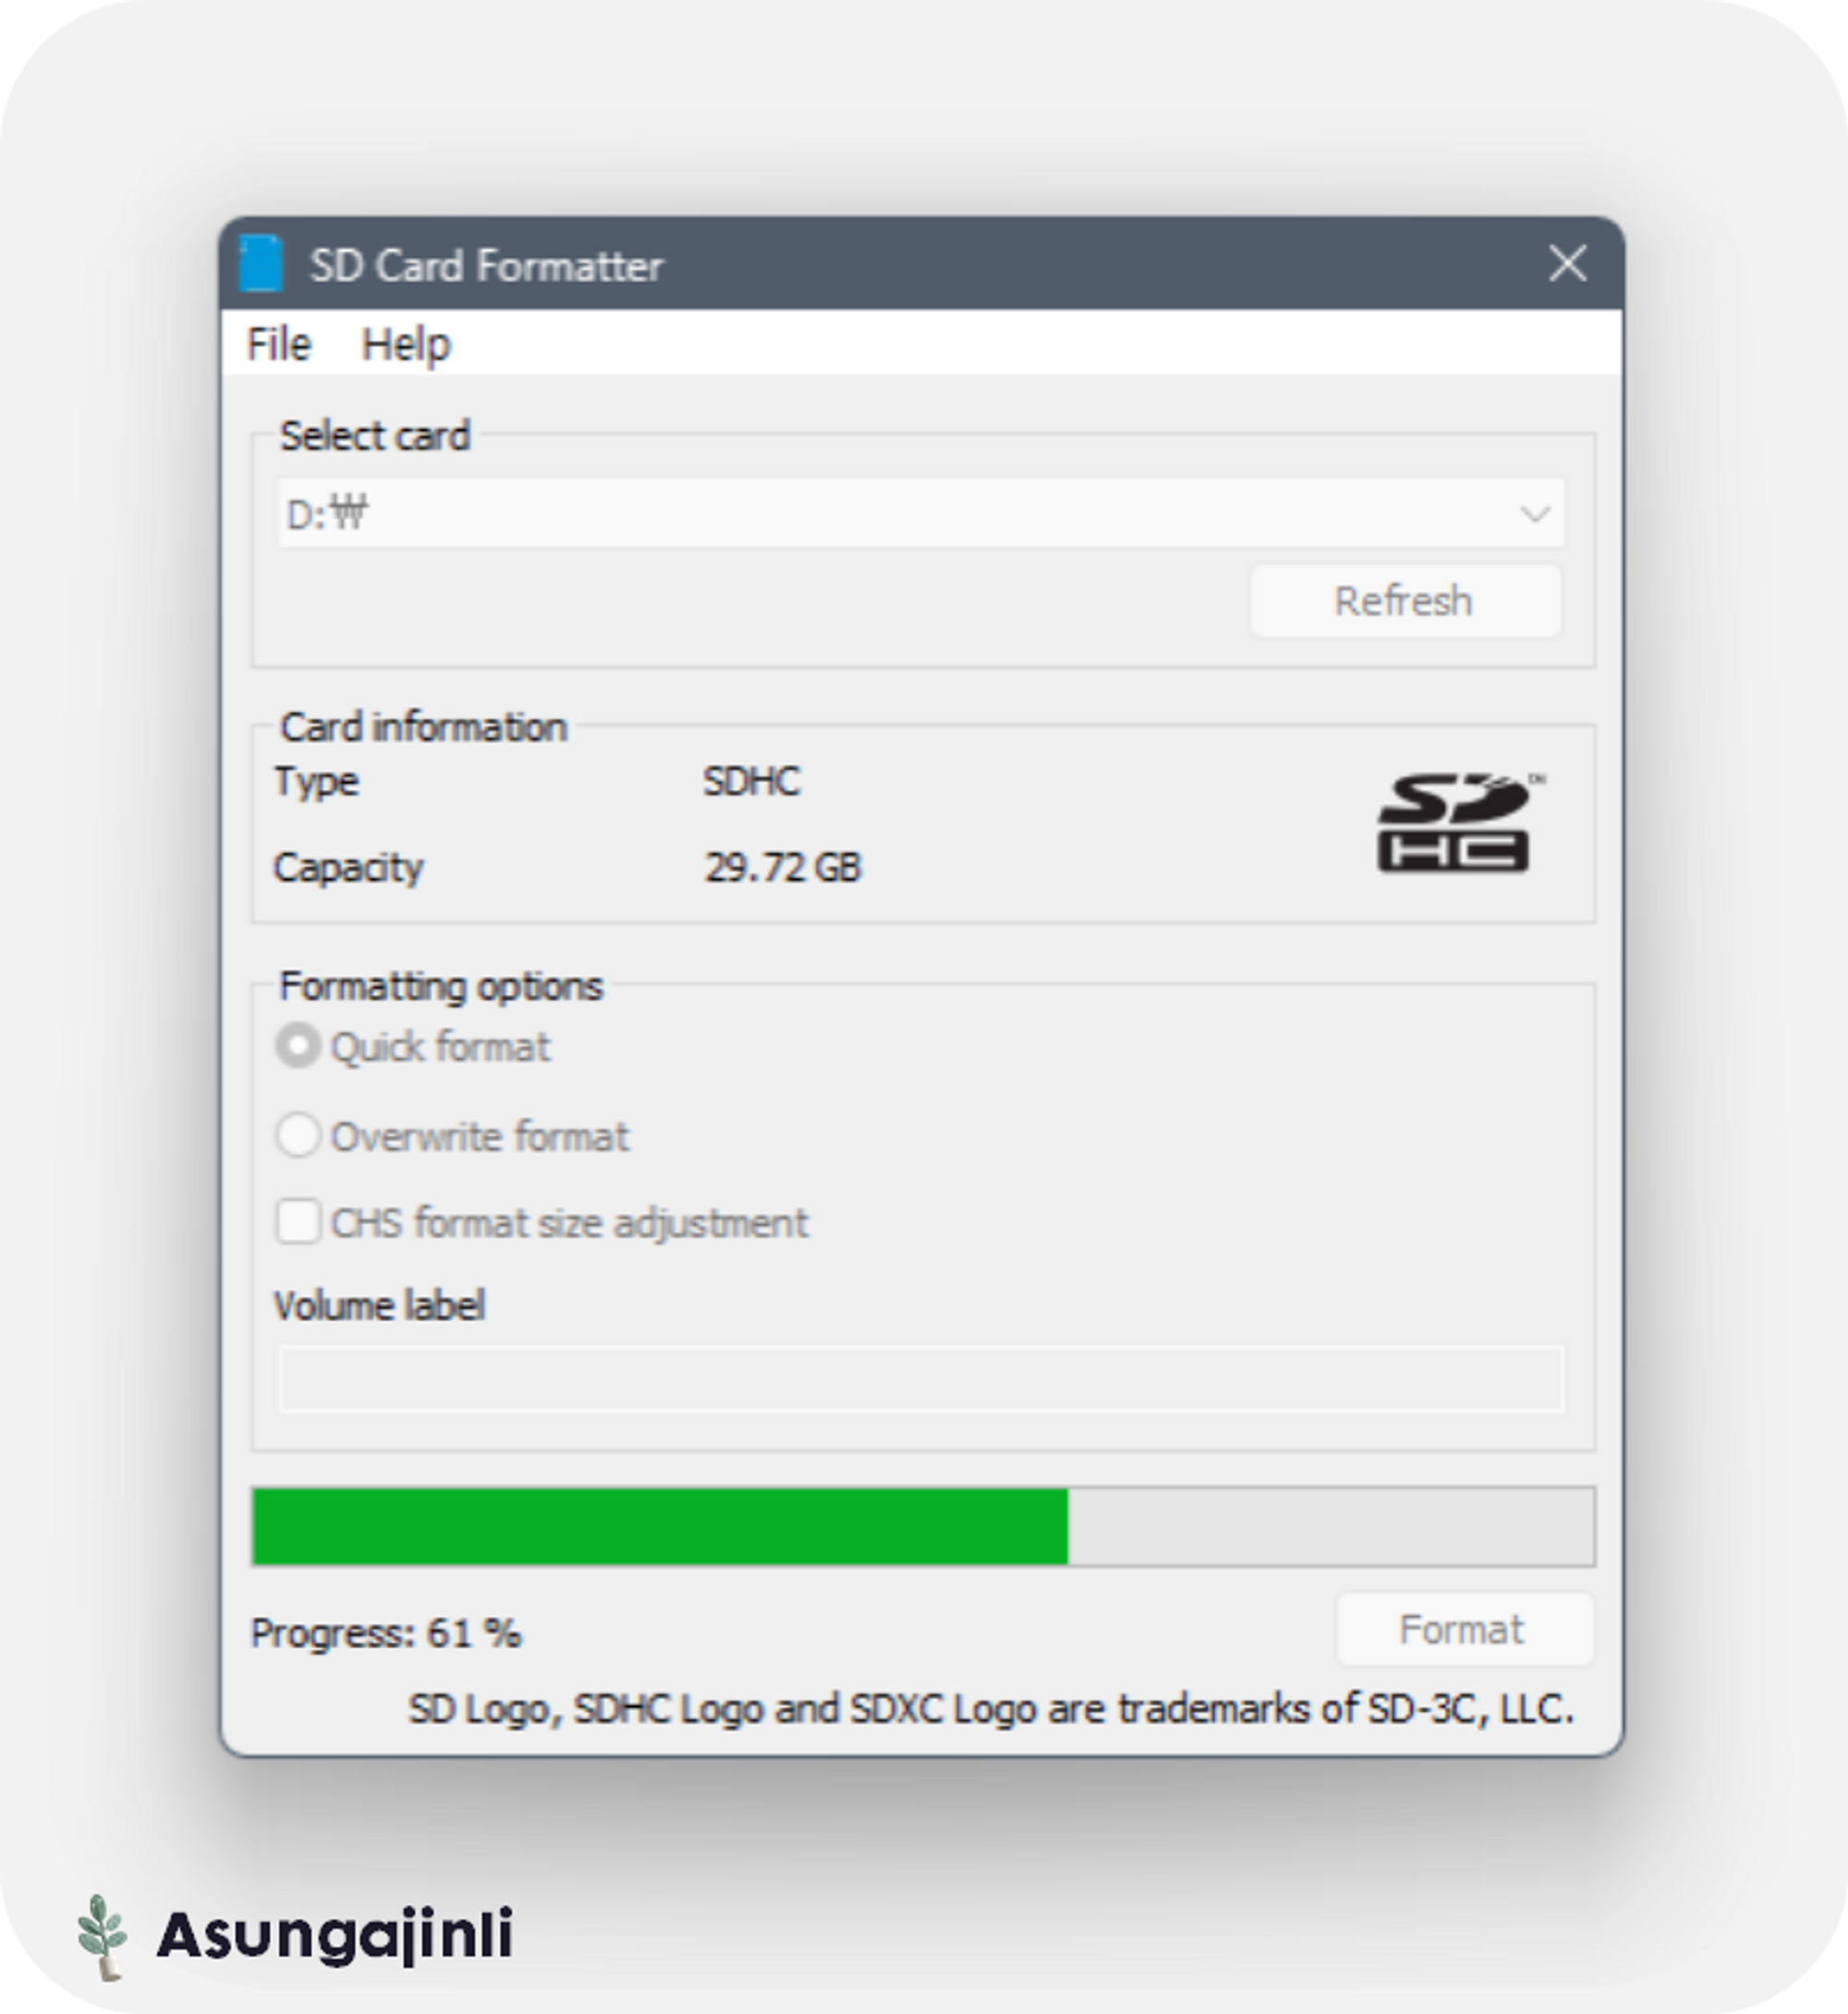 SD Card Formatter
File Help
Select card
D:₩
Refresh
Card information
Type SDHC
Capacity 29.72 GB
SD™
HC
Formatting options
Quick format
Overwrite format
CHS format size adjustment
Volume label
Progress: 61 %
Format
SD Logo, SDHC Logo and SDXC Logo are trademarks of SD-3C, LLC.
Asungajinli